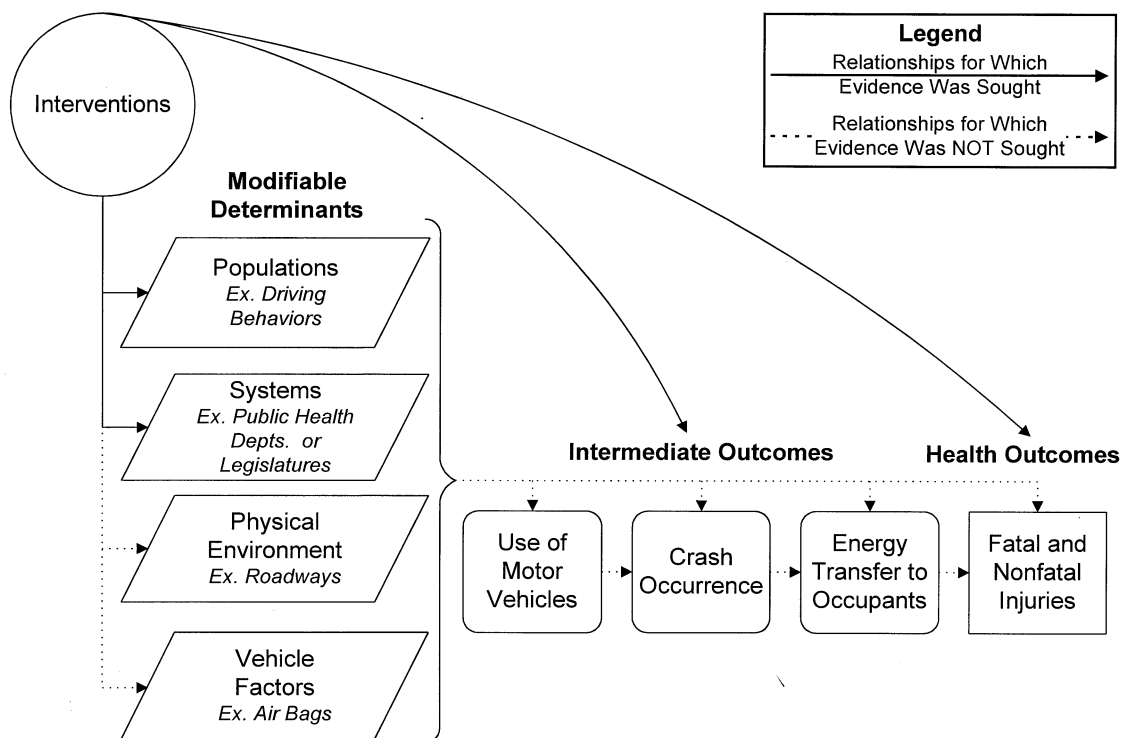 Interventions
Legend
Relationships for Which
Evidence Was Sought
Relationships for Which
Evidence Was NOT Sought
Modifiable
Determinants
Populations
Ex. Driving
Behaviors
Systems
Ex. Public Health
Depts. or
Legislatures
Physical
Environment
Ex. Roadways
Vehicle
Factors
Ex. Air Bags
Intermediate Outcomes
Health Outcomes
Use of
Motor
Vehicles
Crash
Occurrence
Energy
Transfer to
Occupants
Fatal and
Nonfatal
Injuries